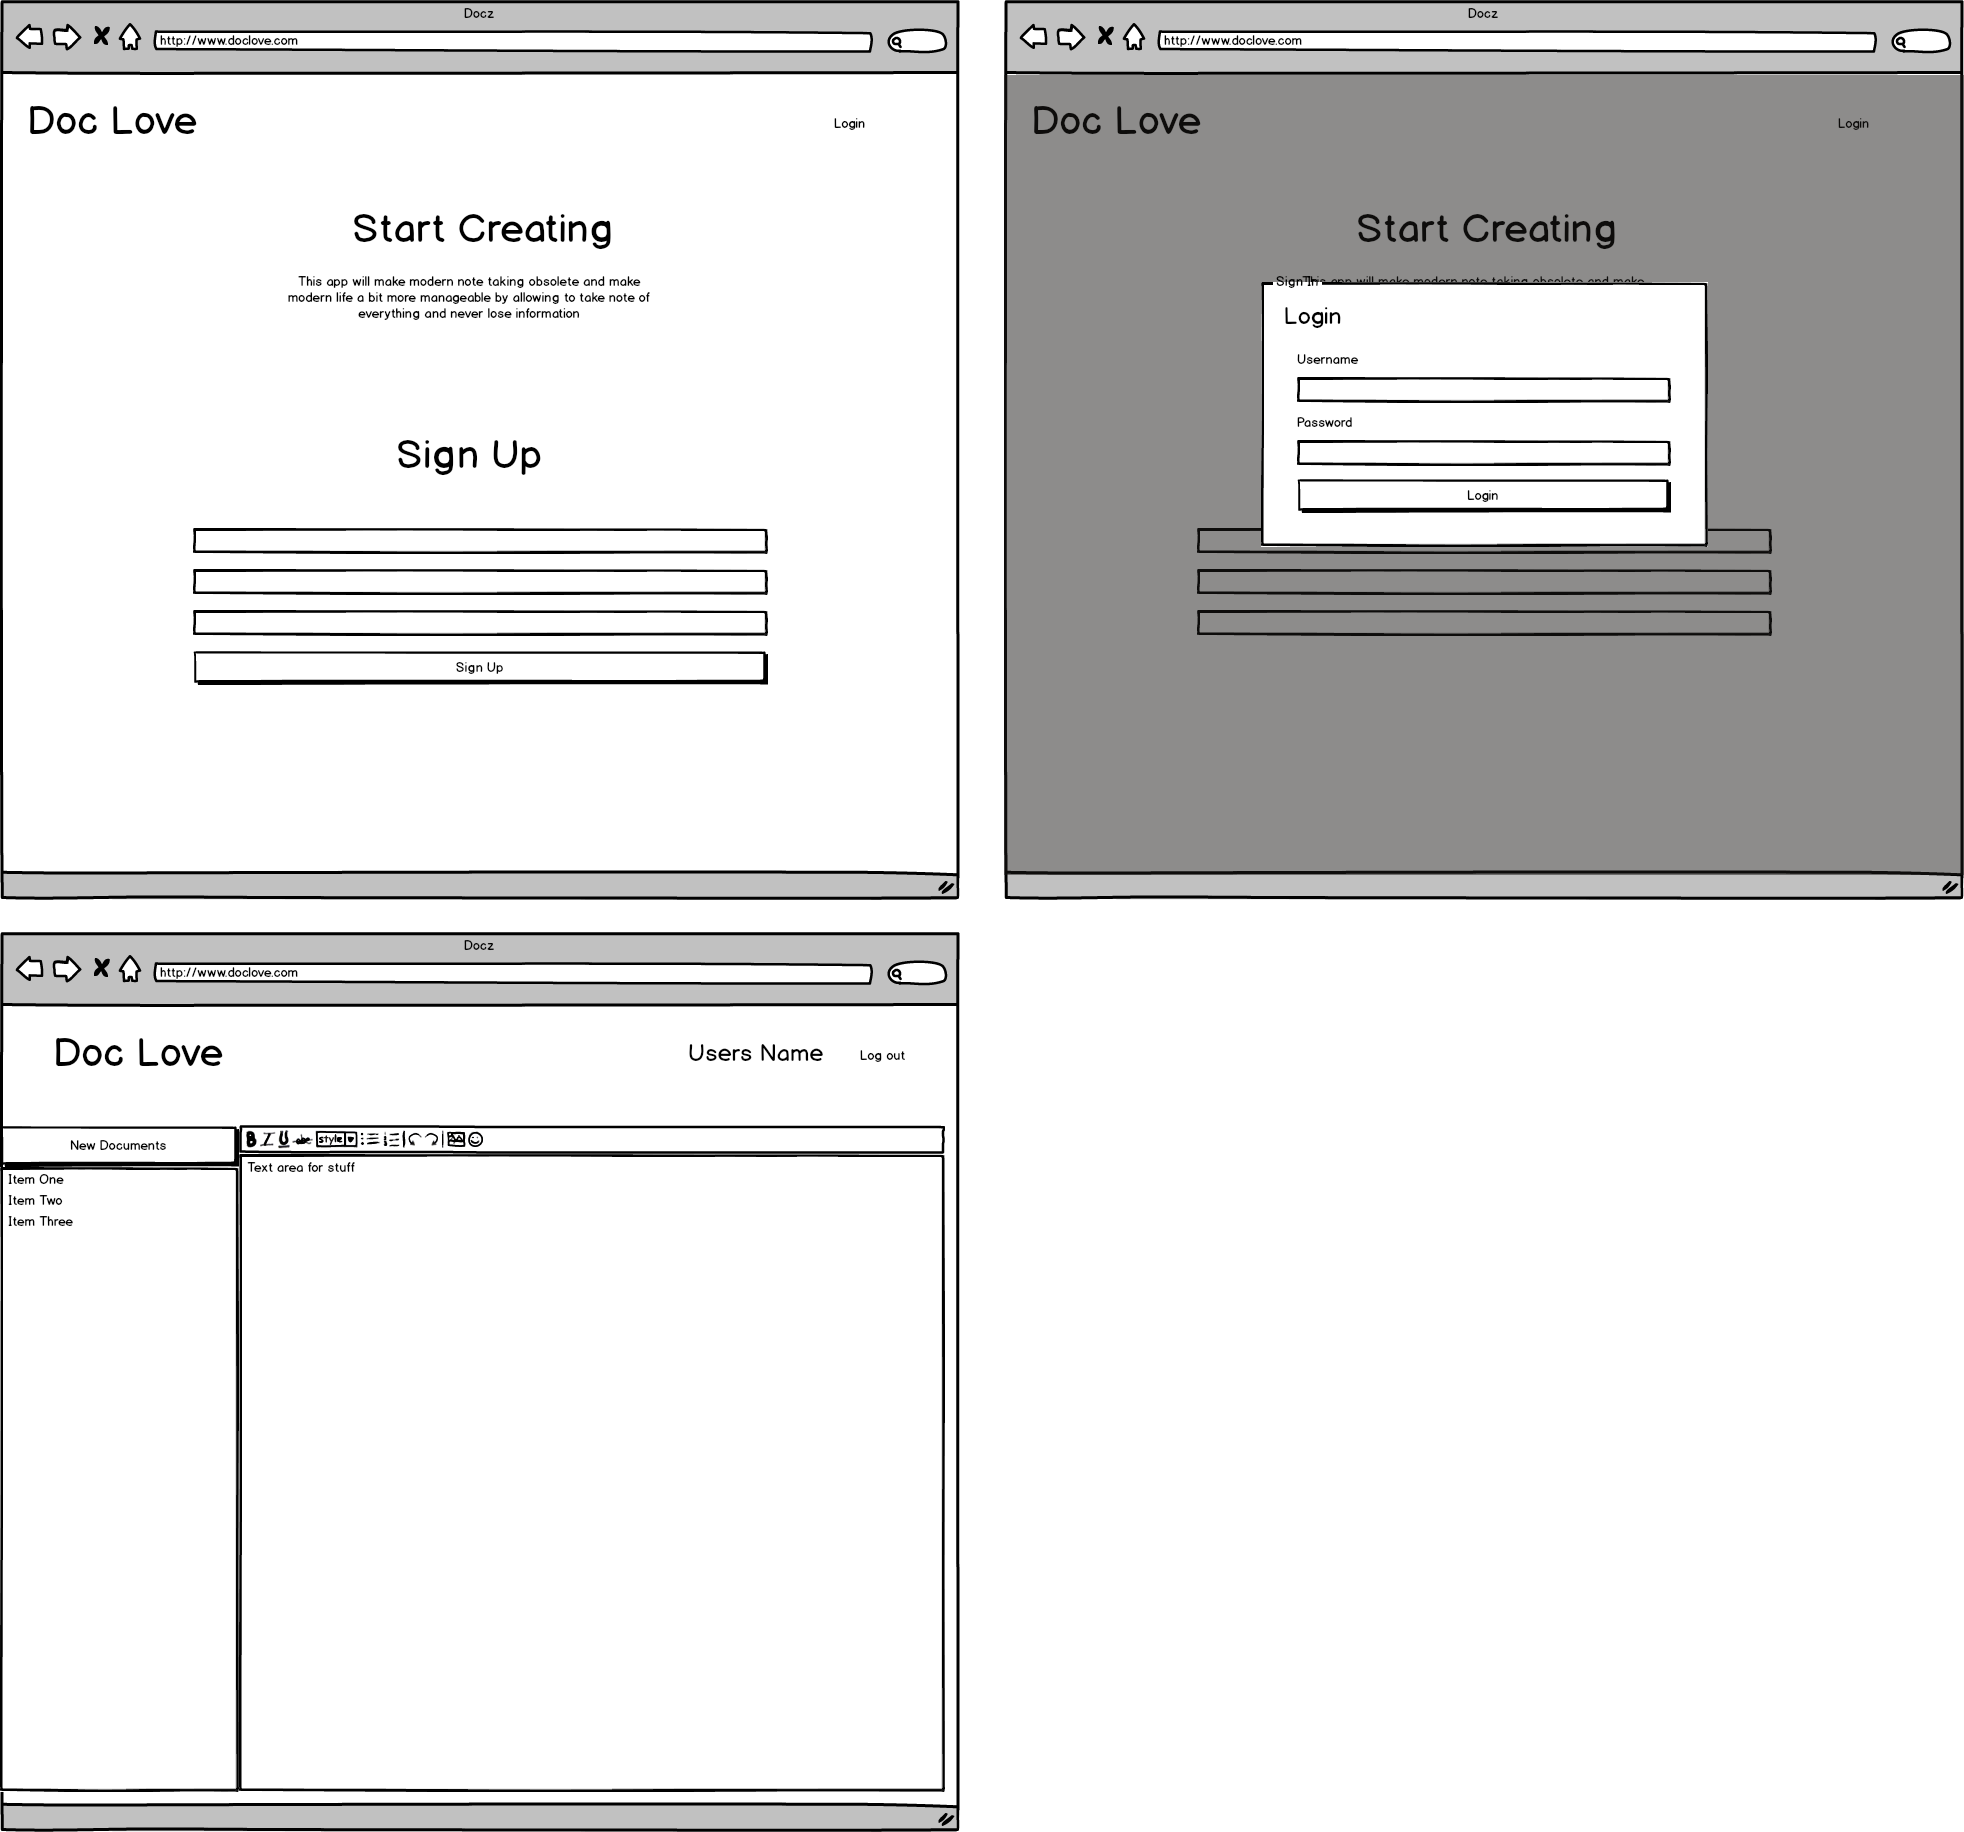 Docz
http://www.doclove.com
Doc Love
Login
Start Creating
This app will make modern note taking obsolete and make
modern life a bit more manageable by allowing to take note of
everything and never lose information
Sign Up
Sign Up
Docz
http://www.doclove.com
Doc Love
Login
Start Creating
Sign In
This app will make modern note taking obsolete and make
Login
Username
Password
Login
Docz
http://www.doclove.com
Doc Love
Users Name
Log out
New Documents
B I U abc style
Text area for stuff
Item One
Item Two
Item Three